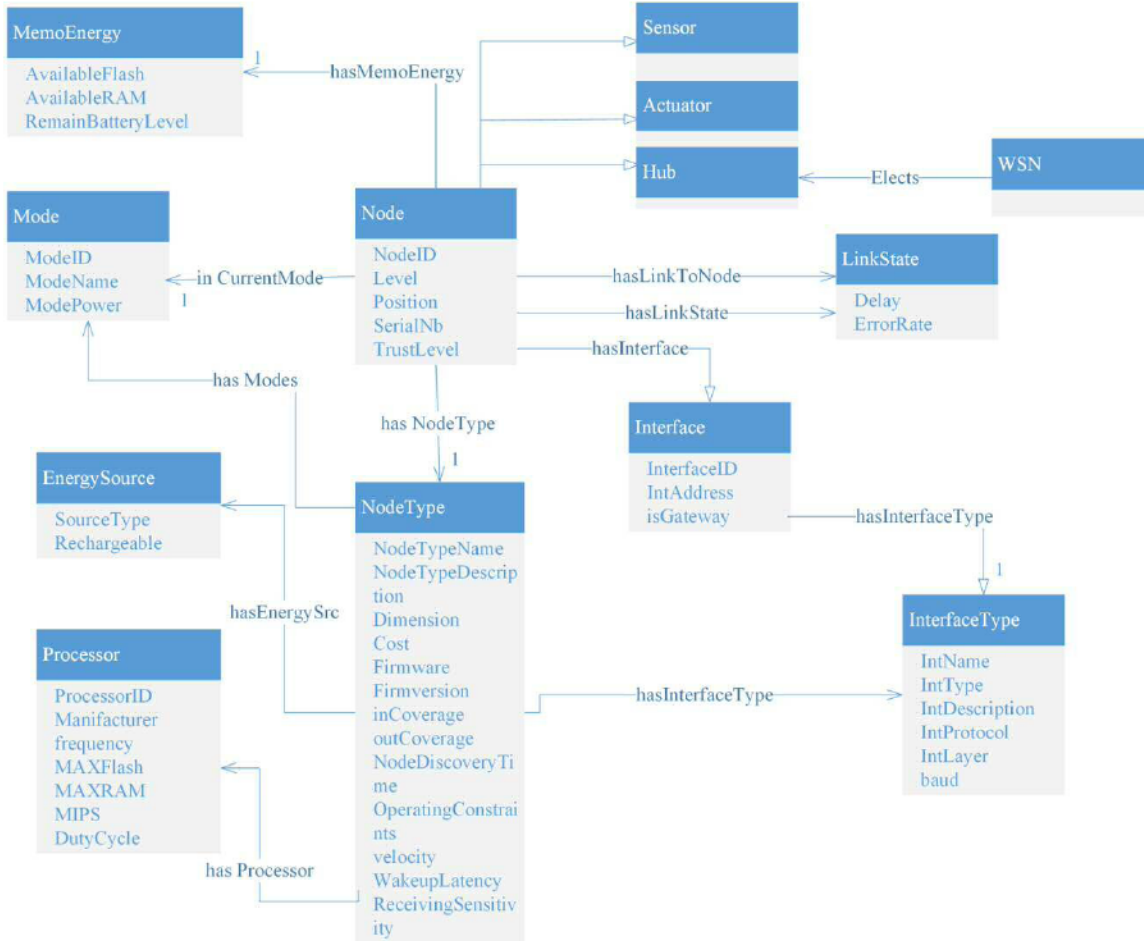 MemoEnergy
AvailableFlash
AvailableRAM
RemainBatteryLevel
1
hasMemoEnergy
Sensor
Actuator
Hub
Elects
WSN
Mode
ModeID
ModeName
ModePower
in CurrentMode
1
Node
NodeID
Level
Position
SerialNb
TrustLevel
hasLinkToNode
hasLinkState
LinkState
Delay
ErrorRate
hasInterface
has Modes
has NodeType
1
Interface
InterfaceID
IntAddress
isGateway
hasInterfaceType
1
EnergySource
SourceType
Rechargeable
hasEnergySrc
NodeType
NodeTypeName
NodeTypeDescrip
tion
Dimension
Cost
Firmware
Firmversion
inCoverage
outCoverage
NodeDiscoveryTi
me
OperatingConstrai
nts
velocity
WakeupLatency
ReceivingSensitiv
ity
hasInterfaceType
InterfaceType
IntName
IntType
IntDescription
IntProtocol
IntLayer
baud
Processor
ProcessorID
Manifacturer
frequency
MAXFlash
MAXRAM
MIPS
DutyCycle
has Processor